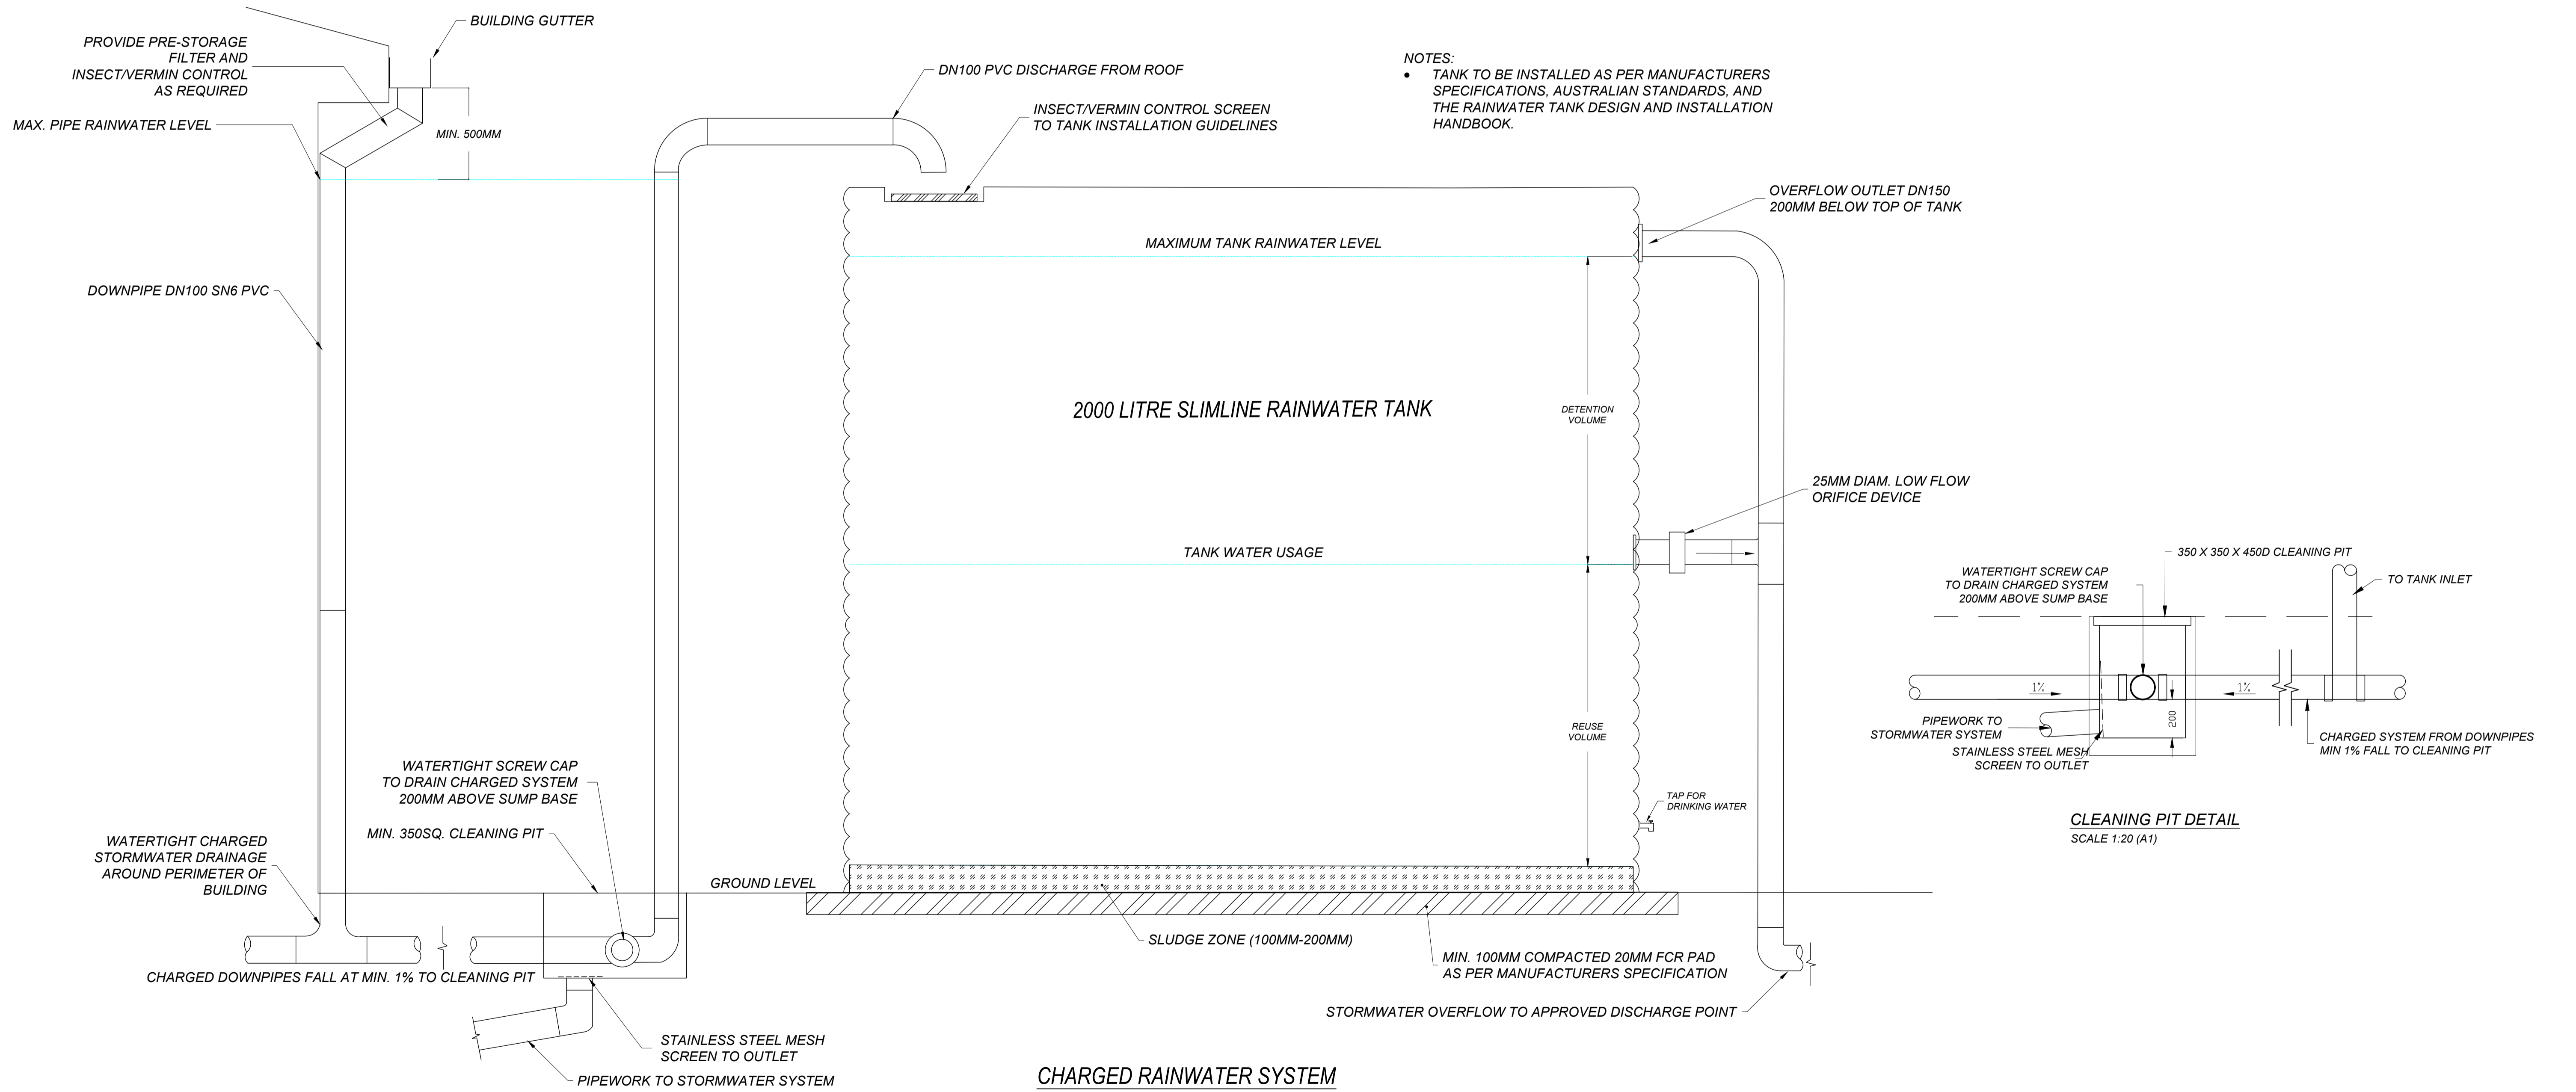 BUILDING GUTTER
PROVIDE PRE-STORAGE
FILTER AND
INSECT/VERMIN CONTROL
AS REQUIRED
MAX. PIPE RAINWATER LEVEL
MIN. 500MM
DN100 PVC DISCHARGE FROM ROOF
INSECT/VERMIN CONTROL SCREEN
TO TANK INSTALLATION GUIDELINES
NOTES:
• TANK TO BE INSTALLED AS PER MANUFACTURERS
SPECIFICATIONS, AUSTRALIAN STANDARDS, AND
THE RAINWATER TANK DESIGN AND INSTALLATION
HANDBOOK.
OVERFLOW OUTLET DN150
200MM BELOW TOP OF TANK
MAXIMUM TANK RAINWATER LEVEL
DOWNPIPE DN100 SN6 PVC
2000 LITRE SLIMLINE RAINWATER TANK
DETENTION
VOLUME
25MM DIAM. LOW FLOW
ORIFICE DEVICE
TANK WATER USAGE
REUSE
VOLUME
TAP FOR
DRINKING WATER
WATERTIGHT SCREW CAP
TO DRAIN CHARGED SYSTEM
200MM ABOVE SUMP BASE
MIN. 350SQ. CLEANING PIT
WATERTIGHT CHARGED
STORMWATER DRAINAGE
AROUND PERIMETER OF
BUILDING
GROUND LEVEL
CHARGED DOWNPIPES FALL AT MIN. 1% TO CLEANING PIT
SLUDGE ZONE (100MM-200MM)
MIN. 100MM COMPACTED 20MM FCR PAD
AS PER MANUFACTURERS SPECIFICATION
STORMWATER OVERFLOW TO APPROVED DISCHARGE POINT
STAINLESS STEEL MESH
SCREEN TO OUTLET
PIPEWORK TO STORMWATER SYSTEM
CHARGED RAINWATER SYSTEM
350 X 350 X 450D CLEANING PIT
WATERTIGHT SCREW CAP
TO DRAIN CHARGED SYSTEM
200MM ABOVE SUMP BASE
TO TANK INLET
1%
1%
200
PIPEWORK TO
STORMWATER SYSTEM
STAINLESS STEEL MESH
SCREEN TO OUTLET
CHARGED SYSTEM FROM DOWNPIPES
MIN 1% FALL TO CLEANING PIT
CLEANING PIT DETAIL
SCALE 1:20 (A1)